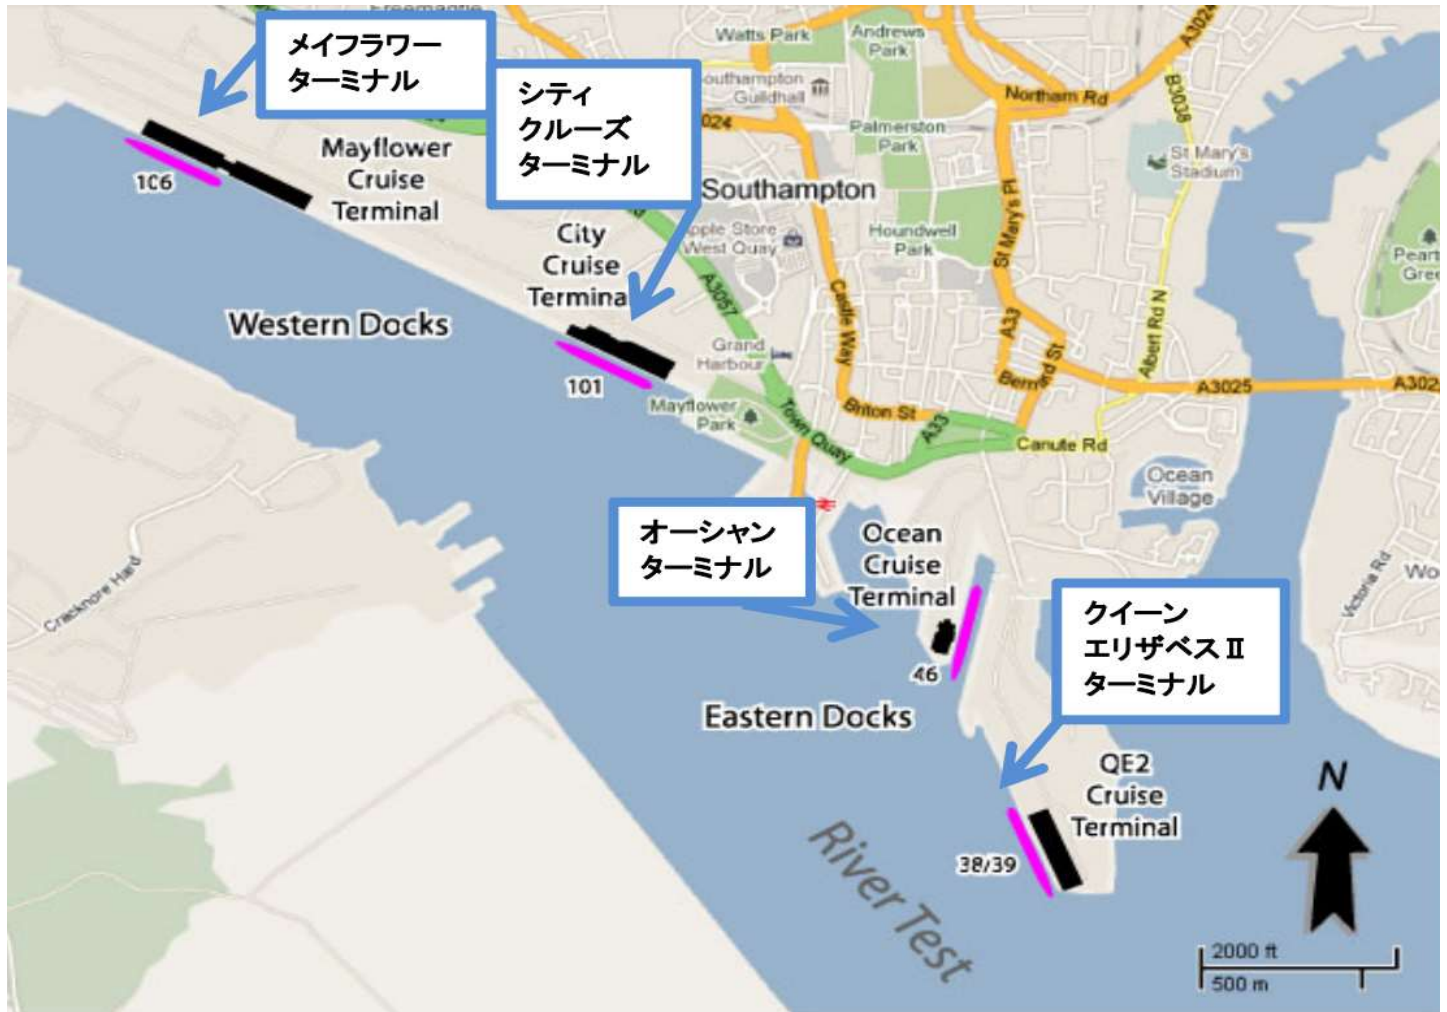 メイフラワー
ターミナル
シティ
クルーズ
ターミナル
Watts Park
Andrews
Park
A3024
B3038
Guildhall
Northam Rd
Palmerston
Park
St Mary's
Stadium
Mayflower
Cruise
Terminal
106
Southampton
St Mary's Pl
Houndwell
Park
West Quay
City
Cruise
Western Docks
A3057
Castle Way
A33
Albert Rd N
Grand
Harbour
Bernard St
A3025
101
Mayflower
Park
Briton St
Town Quay
A33
Canute Rd
Ocean
Village
オーシャン
ターミナル
Ocean
Cruise
Terminal
Cracknore Hard
Victoria Rd
クイーン
エリザベスⅡ
ターミナル
46
Eastern Docks
QE2
Cruise
Terminal
38/39
River Test
N
2000 ft
500 m